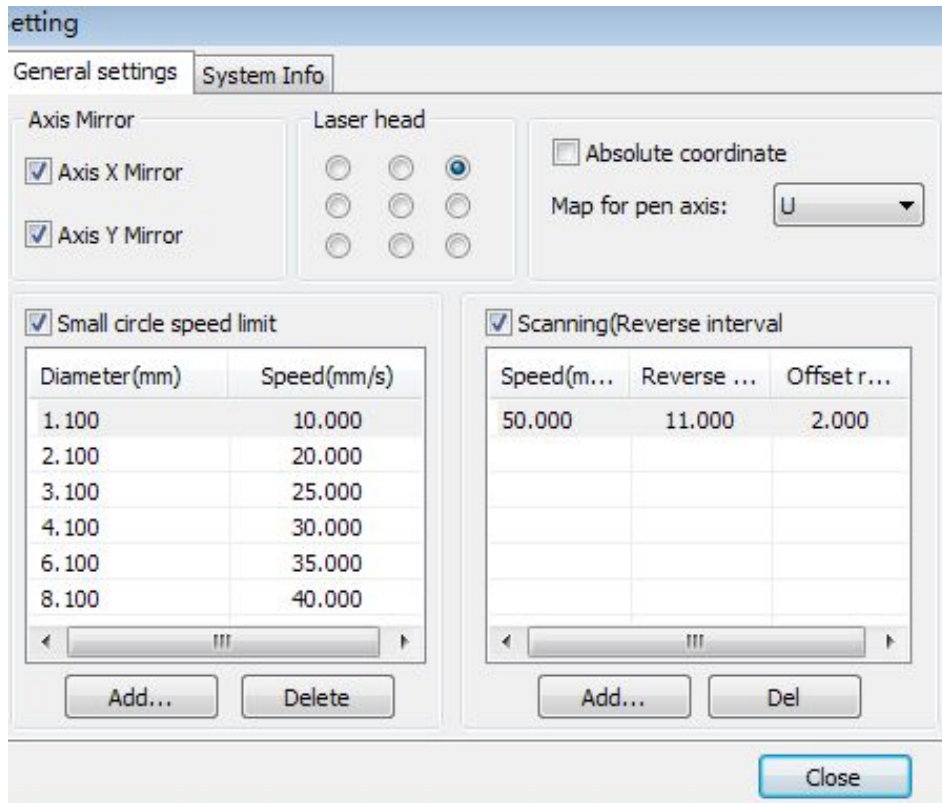 etting
General settings System Info
Axis Mirror Laser head
Axis X Mirror Absolute coordinate
Map for pen axis: U
Axis Y Mirror
Small circle speed limit Scanning(Reverse interval
Diameter(mm) Speed(mm/s) Speed(m... Reverse ... Offset r...
1.100 10.000 50.000 11.000 2.000
2.100 20.000
3.100 25.000
4.100 30.000
6.100 35.000
8.100 40.000
Add... Delete Add... Del
Close